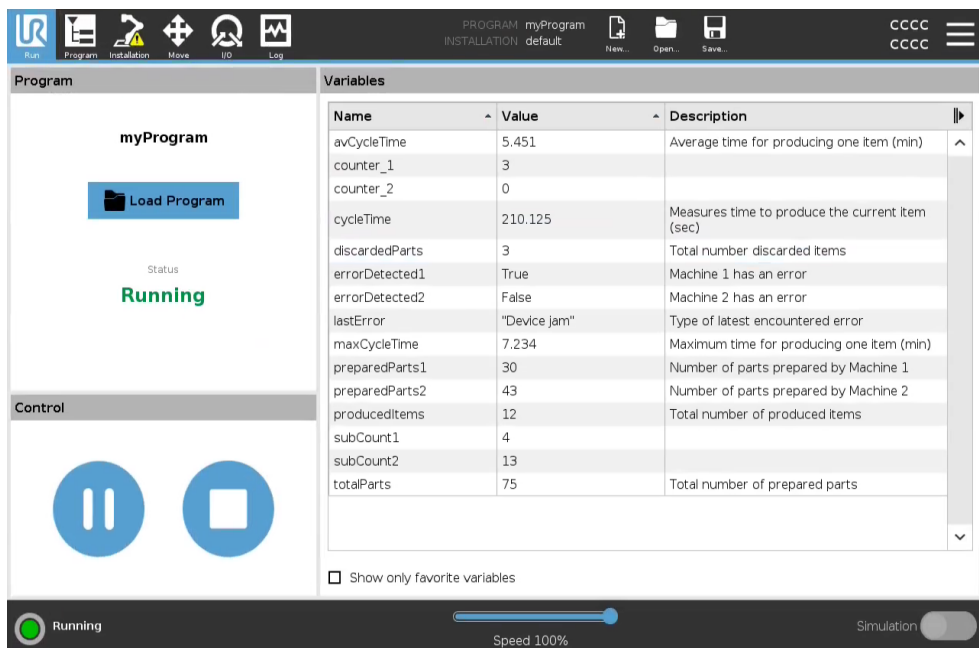 UR
Run
Program
Installation
Move
I/O
Log
PROGRAM myProgram
INSTALLATION default
New...
Open...
Save...
CCCC
CCCC
Program
myProgram
Load Program
Status
Running
Control
Variables
Name Value Description
avCycleTime 5.451 Average time for producing one item (min)
counter_1 3
counter_2 0
cycleTime 210.125 Measures time to produce the current item
(sec)
discardedParts 3 Total number discarded items
errorDetected1 True Machine 1 has an error
errorDetected2 False Machine 2 has an error
lastError "Device jam" Type of latest encountered error
maxCycleTime 7.234 Maximum time for producing one item (min)
preparedParts1 30 Number of parts prepared by Machine 1
preparedParts2 43 Number of parts prepared by Machine 2
producedItems 12 Total number of produced items
subCount1 4
subCount2 13
totalParts 75 Total number of prepared parts
Show only favorite variables
Running
Speed 100%
Simulation